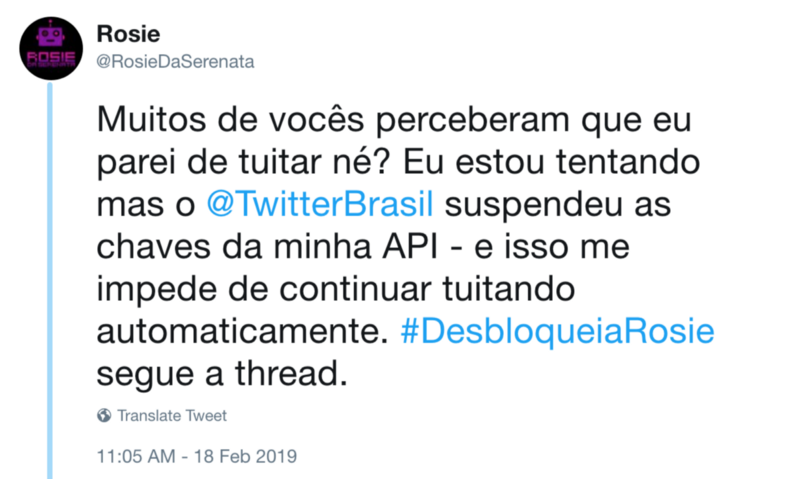 Rosie
@RosieDaSerenata
ROSIE
DA SERENATA
Muitos de vocês perceberam que eu
parei de tuitar né? Eu estou tentando
mas o @TwitterBrasil suspendeu as
chaves da minha API - e isso me
impede de continuar tuitando
automaticamente. #DesbloqueiaRosie
segue a thread.
Translate Tweet
11:05 AM - 18 Feb 2019